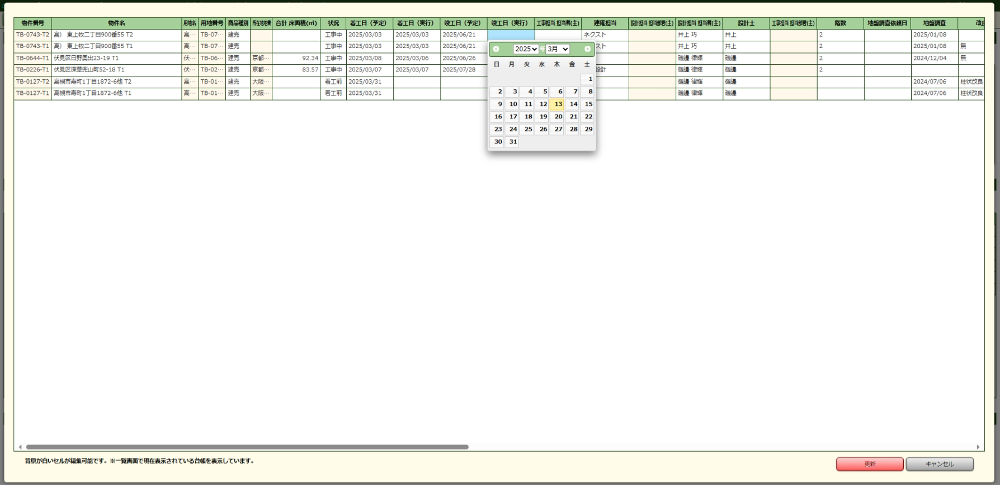 物件番号 物件名 用地名 用地番号 商品種別 所在地番 合計 床面積(㎡) 状況 着工日（予定） 着工日（実行） 竣工日（予定） 竣工日（実行） 工事担当 担当者(主) 建確担当 設計担当 担当部署(主) 設計担当 担当者(主) 設計士 工事担当 担当部署(主) 階数 地盤調査依頼日 地盤調査 改良
TB-0743-T2 高） 東上牧二丁目900番55 T2 高… TB-07… 建売 工事中 2025/03/03 2025/03/03 2025/06/21 ネクスト 井上 巧 井上 2 2025/01/08
TB-0743-T1 高） 東上牧二丁目900番55 T1 高… TB-07… 建売 工事中 2025/03/03 2025/03/03 2025/06/21 スト 井上 巧 井上 2 2025/01/08 無
TB-0644-T1 伏見区日野奥出23-19 T1 伏… TB-06… 建売 京都… 92.34 工事中 2025/03/08 2025/03/06 2025/06/26 磯邊 律輝 磯邊 2 2024/12/04 無
TB-0226-T1 伏見区深草兜山町52-18 T1 伏… TB-02… 建売 京都… 83.57 工事中 2025/03/07 2025/03/07 2025/07/28 設計 磯邊 律輝 磯邊 2
TB-0127-T2 高槻市寿町1丁目1872-6他 T2 高… TB-01… 建売 大阪… 着工前 2025/03/31 磯邊 律輝 磯邊 2024/07/06 柱状改良
TB-0127-T1 高槻市寿町1丁目1872-6他 T1 高… TB-01… 建売 大阪… 着工前 2025/03/31 磯邊 律輝 磯邊 2024/07/06 柱状改良
2025 年 3月
日 月 火 水 木 金 土
1
2 3 4 5 6 7 8
9 10 11 12 13 14 15
16 17 18 19 20 21 22
23 24 25 26 27 28 29
30 31
背景が白いセルが編集可能です。※一覧画面で現在表示されている台帳を表示しています。
更新 キャンセル